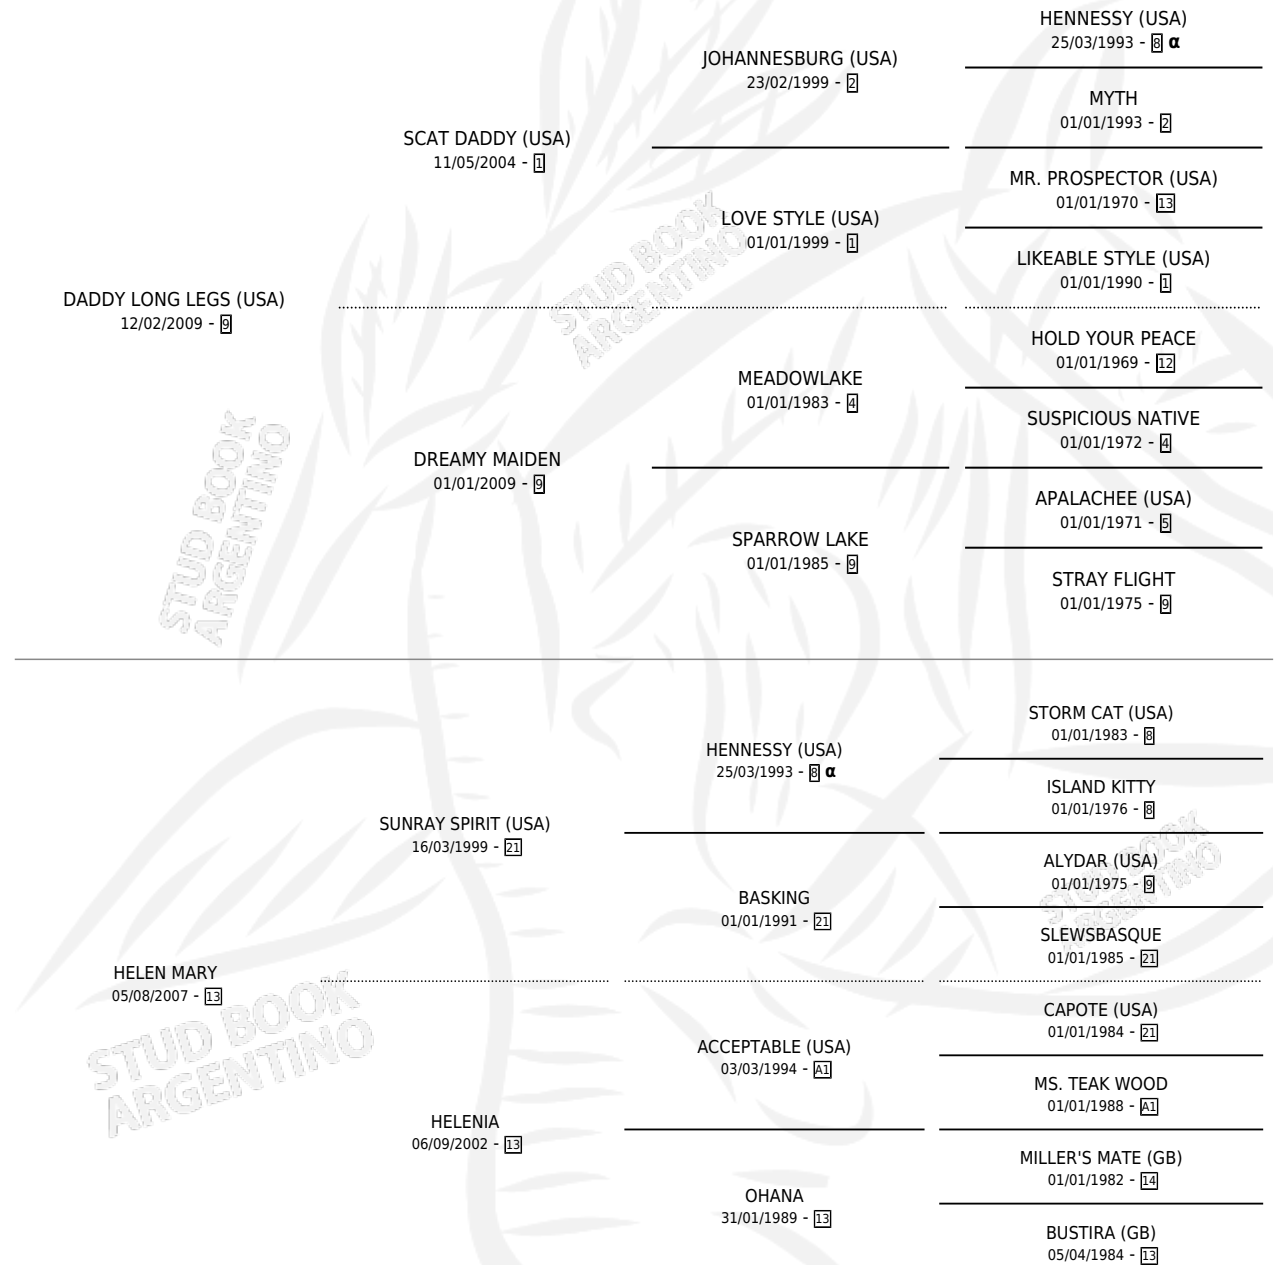 HENNESSY (USA)
25/03/1993 - 8 α
JOHANNESBURG (USA)
23/02/1999 - 2
MYTH
01/01/1993 - 2
SCAT DADDY (USA)
11/05/2004 - 1
MR. PROSPECTOR (USA)
01/01/1970 - 13
LOVE STYLE (USA)
01/01/1999 - 1
LIKEABLE STYLE (USA)
01/01/1990 - 1
STUD BOOK
ARGENTINO
DADDY LONG LEGS (USA)
12/02/2009 - 9
HOLD YOUR PEACE
01/01/1969 - 12
MEADOWLAKE
01/01/1983 - 4
SUSPICIOUS NATIVE
01/01/1972 - 4
DREAMY MAIDEN
01/01/2009 - 9
APALACHEE (USA)
01/01/1971 - 5
SPARROW LAKE
01/01/1985 - 9
STRAY FLIGHT
01/01/1975 - 9
STUD BOOK
ARGENTINO
STORM CAT (USA)
01/01/1983 - 8
HENNESSY (USA)
25/03/1993 - 8 α
ISLAND KITTY
01/01/1976 - 8
SUNRAY SPIRIT (USA)
16/03/1999 - 21
ALYDAR (USA)
01/01/1975 - 9
BASKING
01/01/1991 - 21
SLEWSBASQUE
01/01/1985 - 21
STUD BOOK
ARGENTINO
HELEN MARY
05/08/2007 - 13
CAPOTE (USA)
01/01/1984 - 21
ACCEPTABLE (USA)
03/03/1994 - A1
MS. TEAK WOOD
01/01/1988 - A1
HELENIA
06/09/2002 - 13
MILLER'S MATE (GB)
01/01/1982 - 14
OHANA
31/01/1989 - 13
BUSTIRA (GB)
05/04/1984 - 13
STUD BOOK
ARGENTINO